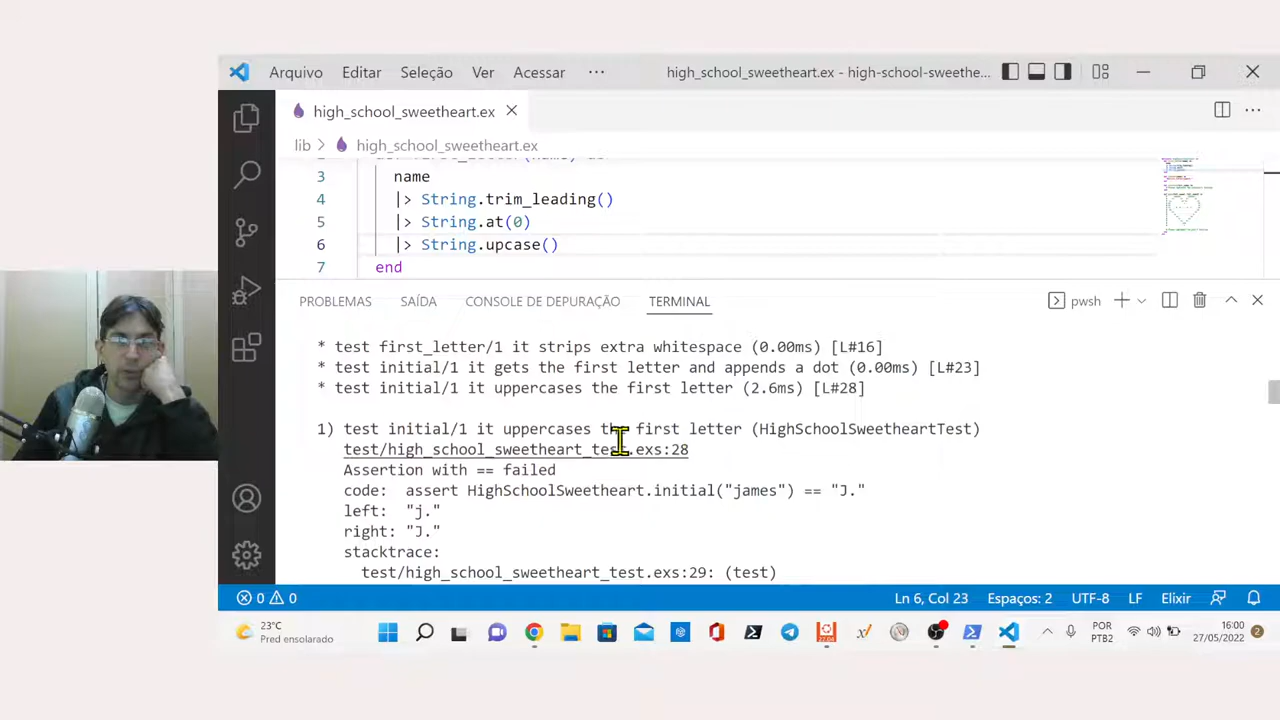 Arquivo Editar Seleção Ver Acessar ··· high_school_sweetheart.ex - high-school-sweethe...
high_school_sweetheart.ex
lib > high_school_sweetheart.ex
3 name
4 |> String.trim_leading()
5 |> String.at(0)
6 |> String.upcase()
7 end
PROBLEMAS SAÍDA CONSOLE DE DEPURAÇÃO TERMINAL pwsh
* test first_letter/1 it strips extra whitespace (0.00ms) [L#16]
* test initial/1 it gets the first letter and appends a dot (0.00ms) [L#23]
* test initial/1 it uppercases the first letter (2.6ms) [L#28]
1) test initial/1 it uppercases the first letter (HighSchoolSweetheartTest)
test/high_school_sweetheart_test.exs:28
Assertion with == failed
code: assert HighSchoolSweetheart.initial("james") == "J."
left: "j."
right: "J."
stacktrace:
test/high_school_sweetheart_test.exs:29: (test)
0 0 Ln 6, Col 23 Espaços: 2 UTF-8 LF Elixir
23°C
Pred ensolarado
POR
PTB2
16:00
27/05/2022
2